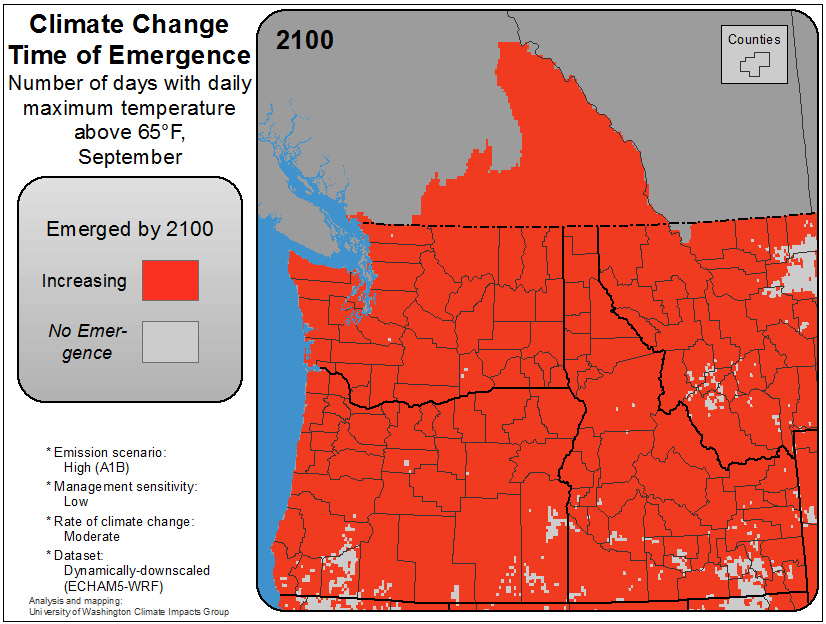 Climate Change
Time of Emergence
Number of days with daily
maximum temperature
above 65°F,
September
Emerged by 2100
Increasing
No Emer-
gence
* Emission scenario:
High (A1B)
* Management sensitivity:
Low
* Rate of climate change:
Moderate
* Dataset:
Dynamically-downscaled
(ECHAM5-WRF)
Analysis and mapping:
University of Washington Climate Impacts Group
2100
Counties